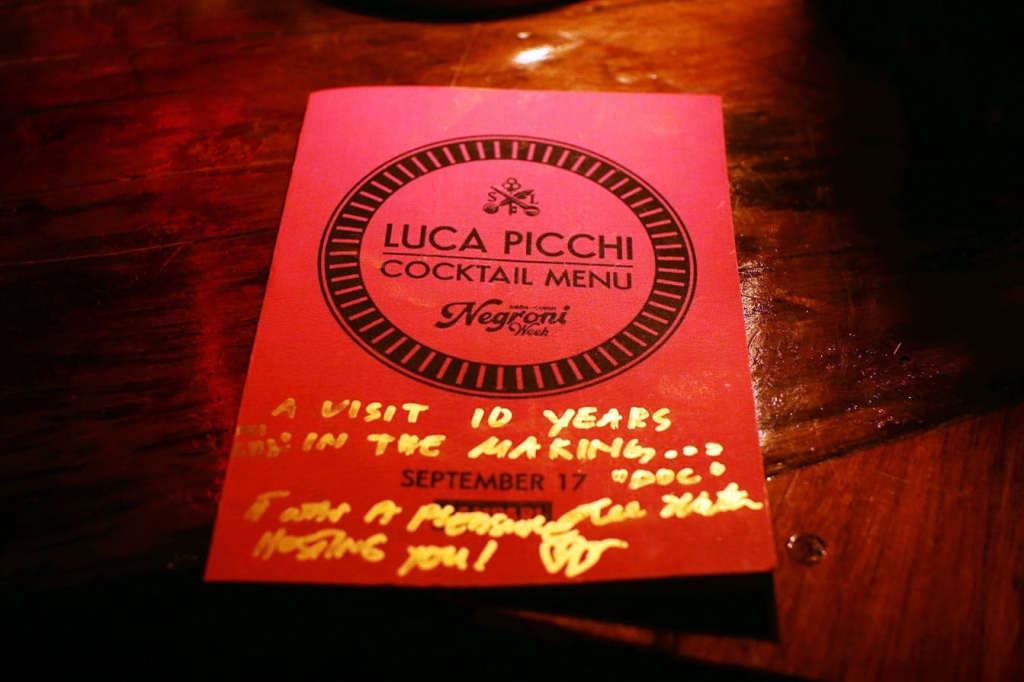 S L
LUCA PICCHI
COCKTAIL MENU
Negroni
Week
A VISIT 10 YEARS
IN THE MAKING...
"DOC"
SEPTEMBER 17
CAMPARI
IT WAS A PLEASURE
HOSTING YOU!